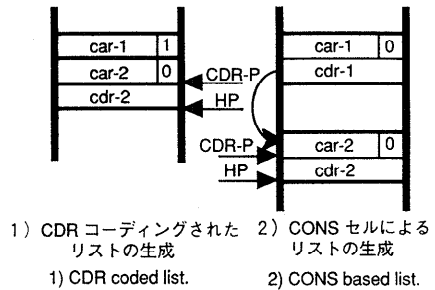 car-1 1
car-2 0
cdr-2
CDR-P
HP
1）CDR コーディングされた
リストの生成
1) CDR coded list.
car-1 0
cdr-1
car-2 0
cdr-2
CDR-P
HP
2）CONS セルによる
リストの生成
2) CONS based list.